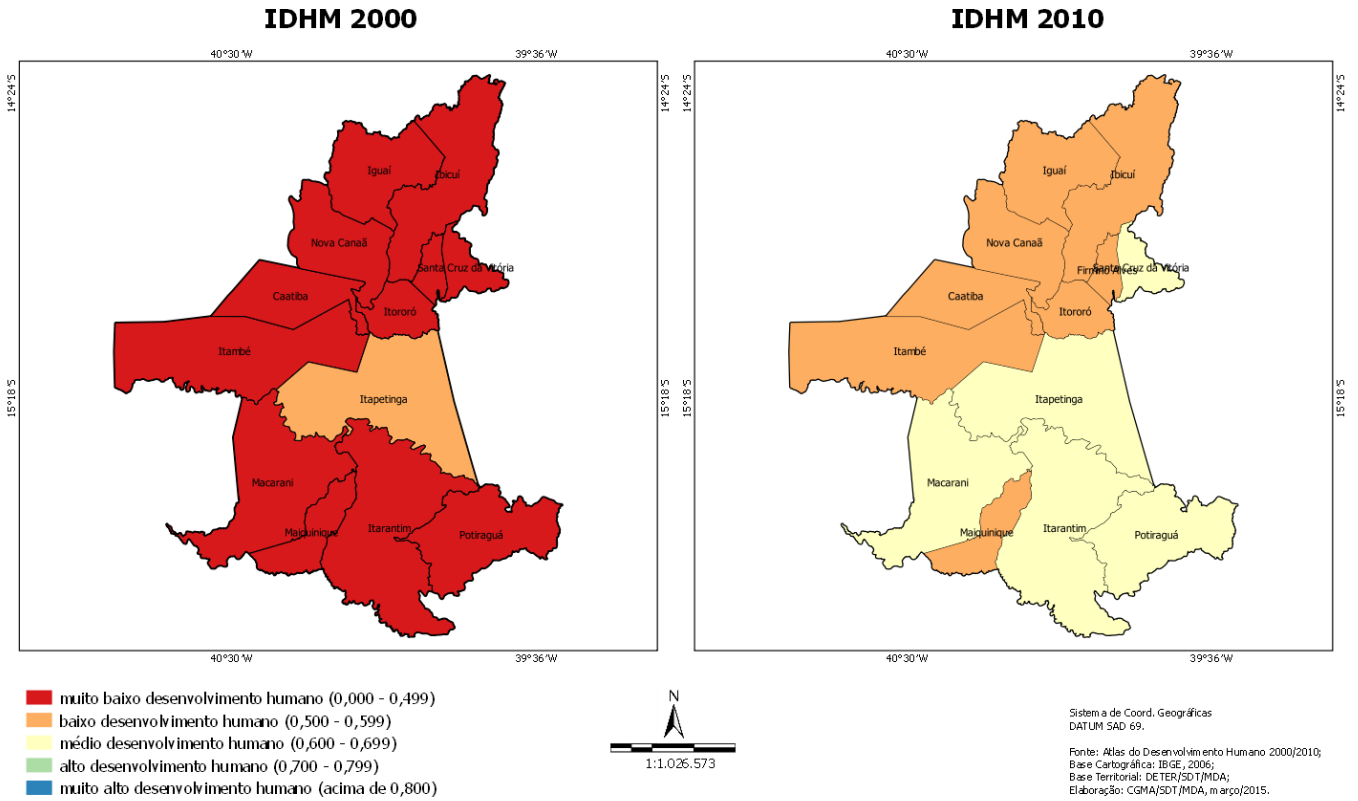 IDHM 2000
40°30'W
39°36'W
14°24'S
14°24'S
15°18'S
15°18'S
Iguaí
Ibicuí
Nova Canaã
Santa Cruz da Vitória
Caatiba
Itororó
Itambé
Itapetinga
Macarani
Maiquinique
Itarantim
Potiraguá
40°30'W
39°36'W
IDHM 2010
40°30'W
39°36'W
14°24'S
15°18'S
Iguaí
Ibicuí
Nova Canaã
Firmino Alves
Santa Cruz da Vitória
Caatiba
Itororó
Itambé
Itapetinga
Macarani
Maiquinique
Itarantim
Potiraguá
40°30'W
39°36'W
muito baixo desenvolvimento humano (0,000 - 0,499)
baixo desenvolvimento humano (0,500 - 0,599)
médio desenvolvimento humano (0,600 - 0,699)
alto desenvolvimento humano (0,700 - 0,799)
muito alto desenvolvimento humano (acima de 0,800)
N
1:1.026.573
Sistema de Coord. Geográficas
DATUM SAD 69.
Fonte: Atlas do Desenvolvimento Humano 2000/2010;
Base Cartográfica: IBGE, 2006;
Base Territorial: DETER/SDT/MDA;
Elaboração: CGMA/SDT/MDA, março/2015.